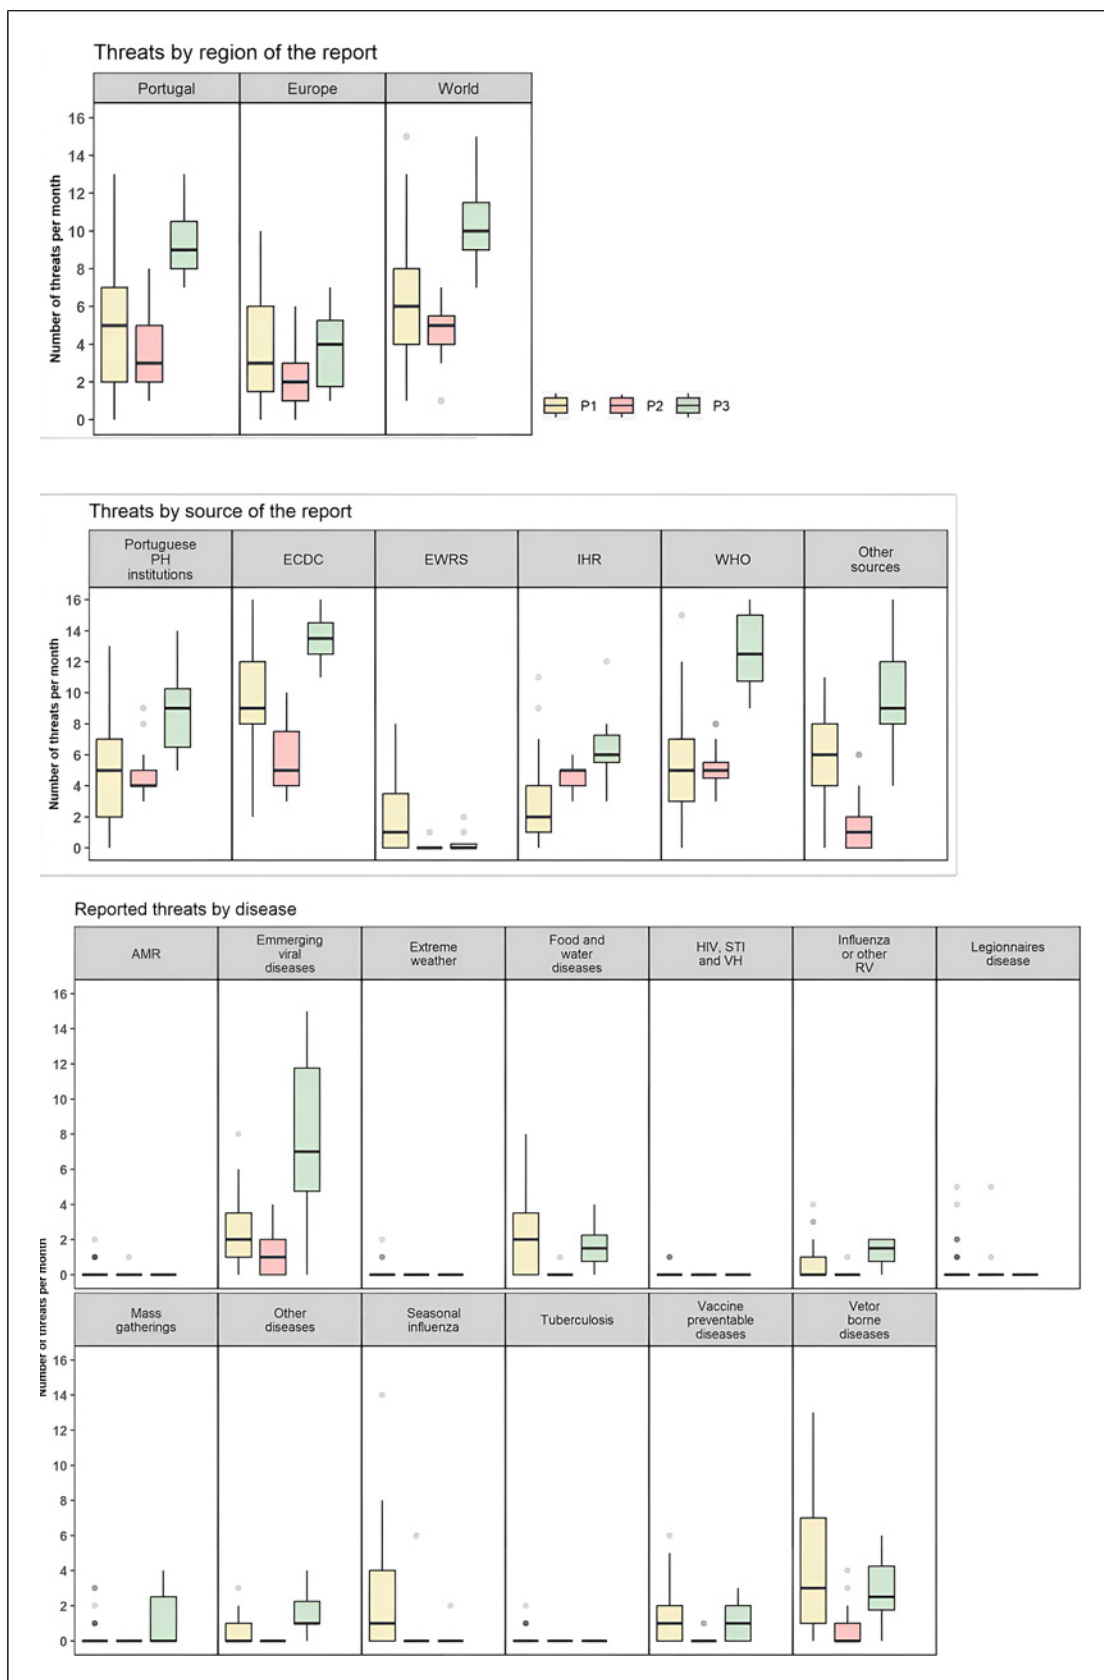 Threats by region of the report
Portugal Europe World
Number of threats per month
16
14
12
10
8
6
4
2
0
P1 P2 P3
Threats by source of the report
Portuguese
PH
institutions
ECDC
EWRS
IHR
WHO
Other
sources
Number of threats per month
16
14
12
10
8
6
4
2
0
Reported threats by disease
AMR
Emmerging
viral
diseases
Extreme
weather
Food and
water
diseases
HIV, STI
and VH
Influenza
or other
RV
Legionnaires
disease
16
14
12
10
8
6
4
2
0
Number of threats per month
Mass
gatherings
Other
diseases
Seasonal
influenza
Tuberculosis
Vaccine
preventable
diseases
Vetor
borne
diseases
16
14
12
10
8
6
4
2
0